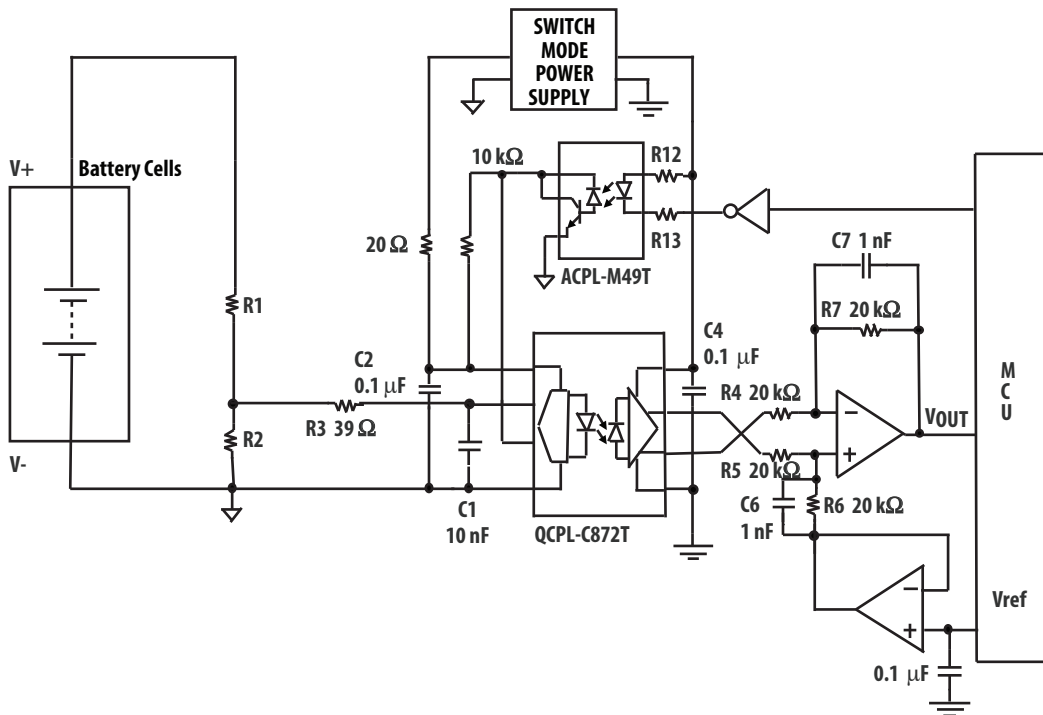 SWITCH
MODE
POWER
SUPPLY
V+
Battery Cells
10 kΩ
R12
R13
20 Ω
ACPL-M49T
C7 1 nF
R7 20 kΩ
R1
C2
0.1 μF
C4
0.1 μF
M
C
U
R4 20 kΩ
R3 39 Ω
R2
−
+
VOUT
V-
R5 20 kΩ
C1
10 nF
QCPL-C872T
C6
1 nF
R6 20 kΩ
−
+
Vref
0.1 μF